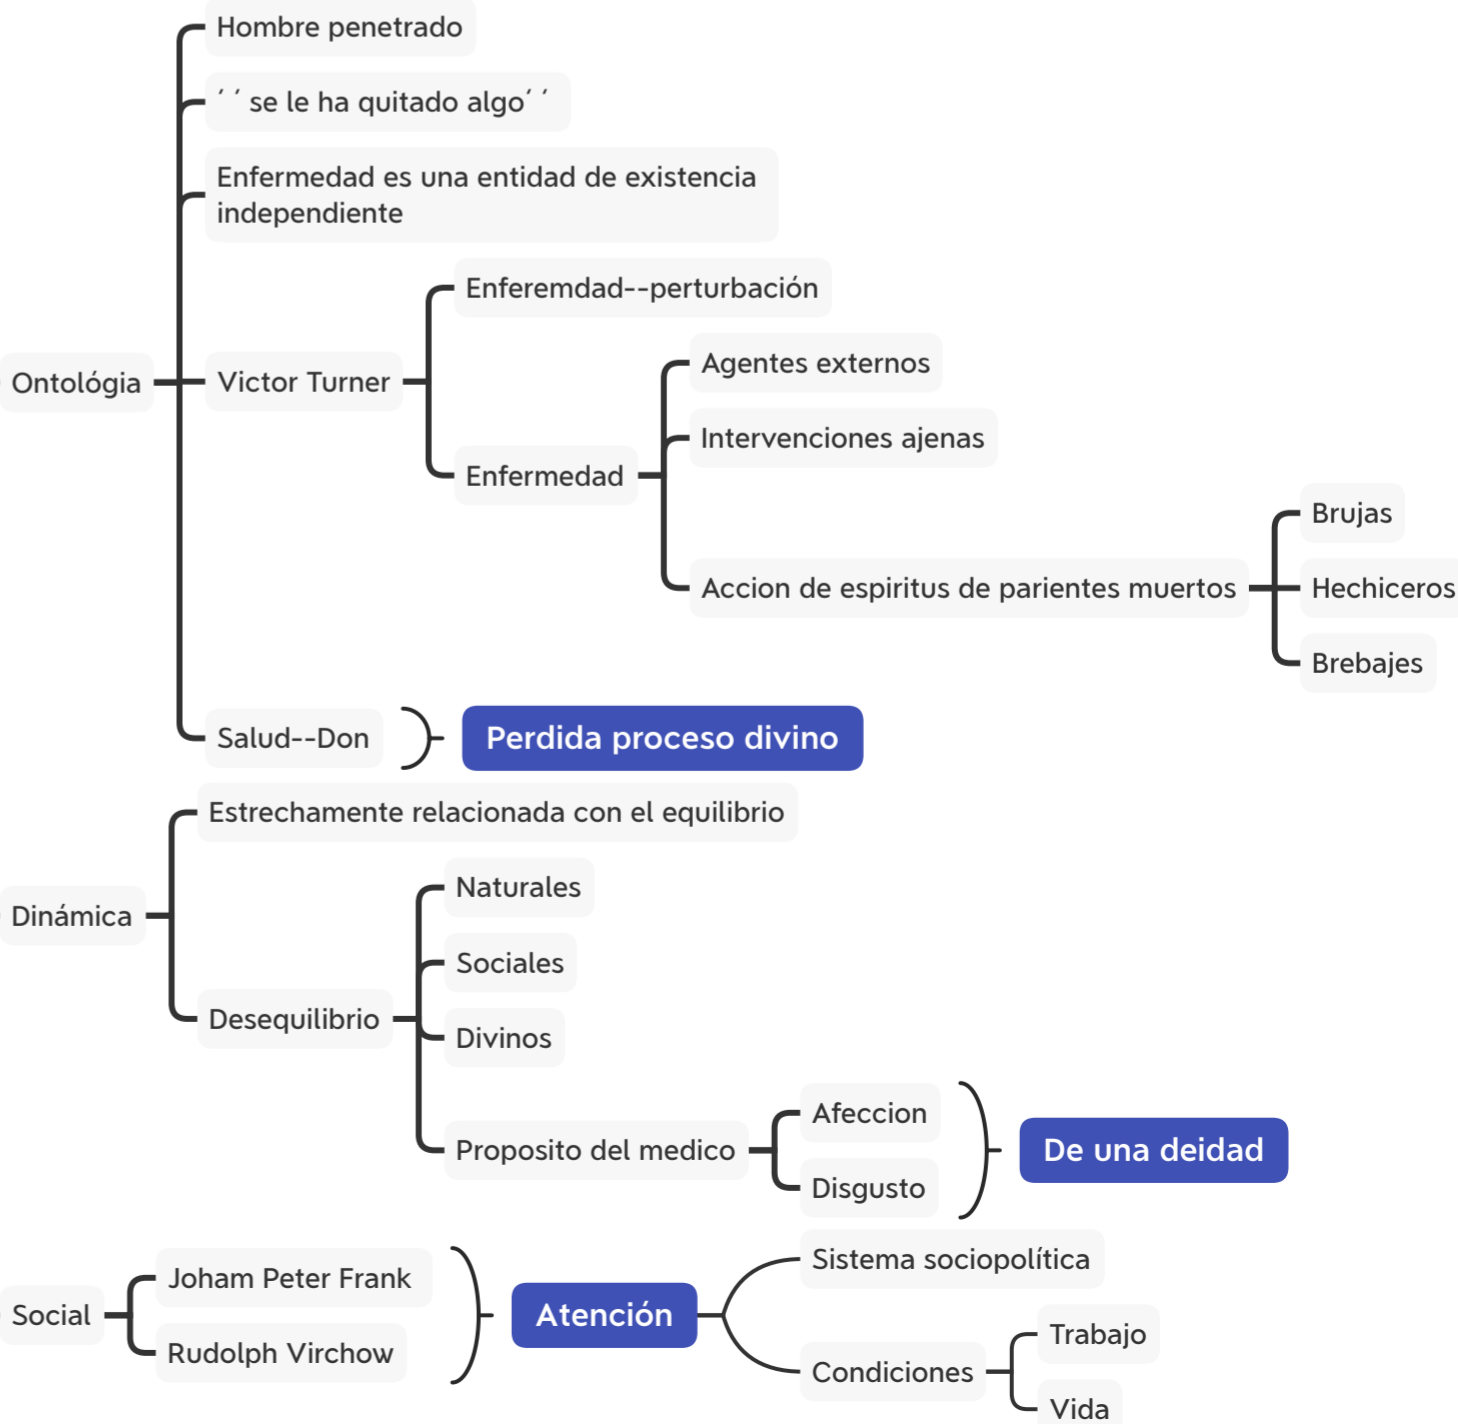 Hombre penetrado
´ ´ se le ha quitado algo´ ´
Enfermedad es una entidad de existencia
independiente
Enferemdad--perturbación
Agentes externos
Ontológia
Victor Turner
Intervenciones ajenas
Enfermedad
Brujas
Accion de espiritus de parientes muertos
Hechiceros
Brebajes
Salud--Don
Perdida proceso divino
Estrechamente relacionada con el equilibrio
Naturales
Dinámica
Sociales
Desequilibrio
Divinos
Afeccion
Proposito del medico
De una deidad
Disgusto
Sistema sociopolítica
Joham Peter Frank
Social
Atención
Trabajo
Rudolph Virchow
Condiciones
Vida